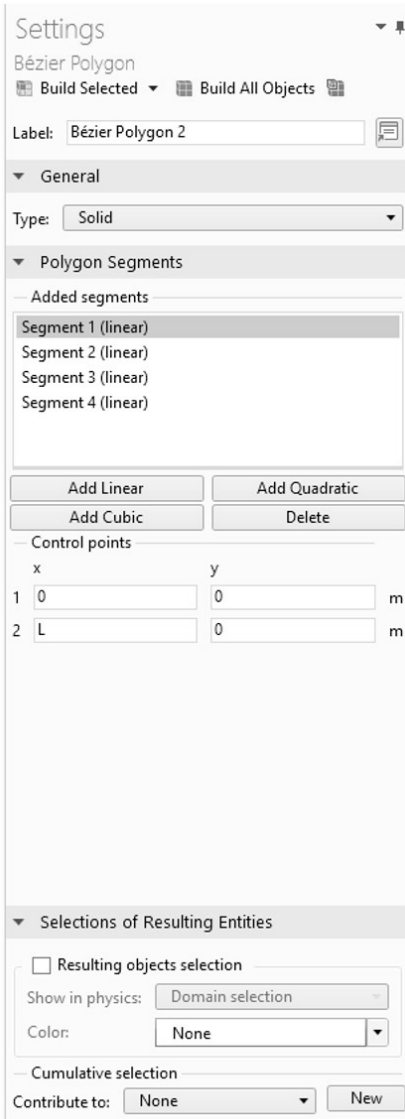 Settings
Bézier Polygon
Build Selected Build All Objects
Label: Bézier Polygon 2
General
Type: Solid
Polygon Segments
Added segments
Segment 1 (linear)
Segment 2 (linear)
Segment 3 (linear)
Segment 4 (linear)
Add Linear Add Quadratic
Add Cubic Delete
Control points
x y
1 0 0 m
2 L 0 m
Selections of Resulting Entities
Resulting objects selection
Show in physics: Domain selection
Color: None
Cumulative selection
Contribute to: None New